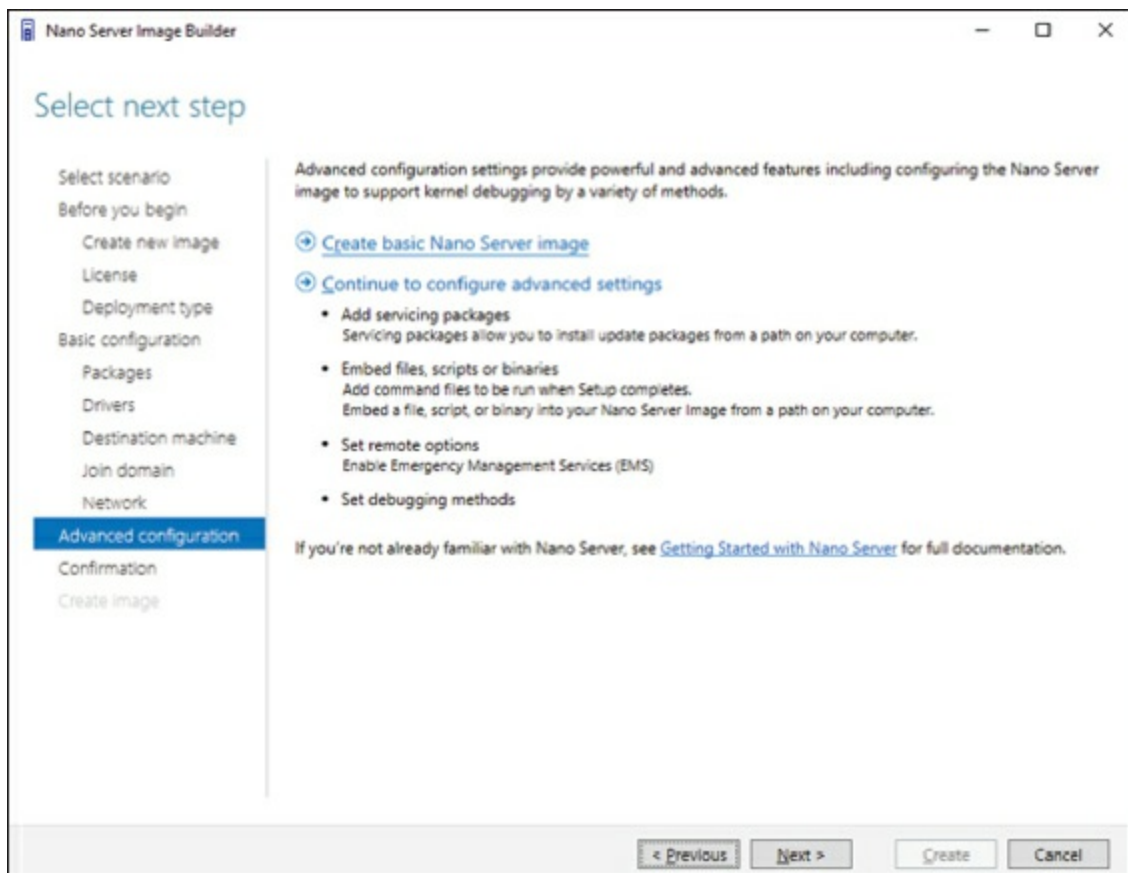 Nano Server Image Builder
Select next step
Select scenario
Before you begin
Create new image
License
Deployment type
Basic configuration
Packages
Drivers
Destination machine
Join domain
Network
Advanced configuration
Confirmation
Create image
Advanced configuration settings provide powerful and advanced features including configuring the Nano Server
image to support kernel debugging by a variety of methods.
Create basic Nano Server image
Continue to configure advanced settings
• Add servicing packages
Servicing packages allow you to install update packages from a path on your computer.
• Embed files, scripts or binaries
Add command files to be run when Setup completes.
Embed a file, script, or binary into your Nano Server Image from a path on your computer.
• Set remote options
Enable Emergency Management Services (EMS)
• Set debugging methods
If you're not already familiar with Nano Server, see Getting Started with Nano Server for full documentation.
< Previous
Next >
Create
Cancel